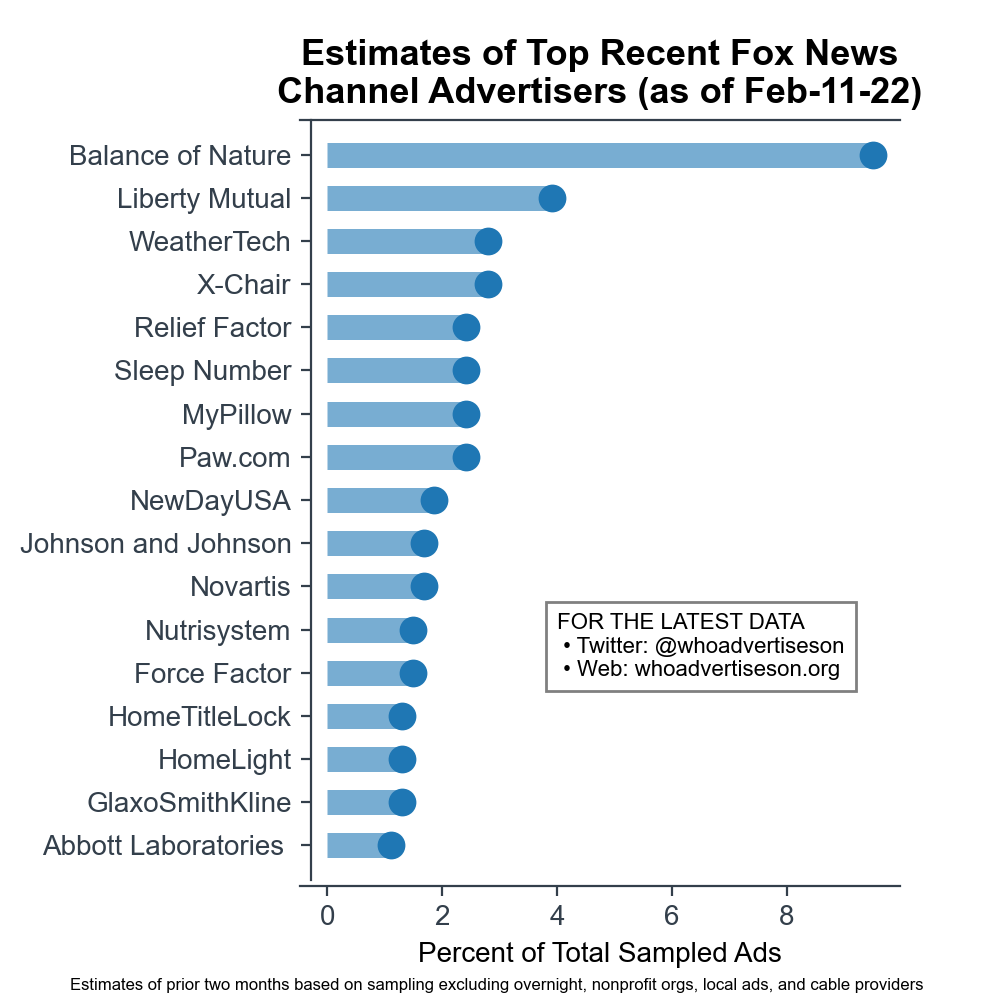 Estimates of Top Recent Fox News
Channel Advertisers (as of Feb-11-22)
Balance of Nature
Liberty Mutual
WeatherTech
X-Chair
Relief Factor
Sleep Number
MyPillow
Paw.com
NewDayUSA
Johnson and Johnson
Novartis
Nutrisystem
Force Factor
HomeTitleLock
HomeLight
GlaxoSmithKline
Abbott Laboratories
FOR THE LATEST DATA
• Twitter: @whoadvertiseson
• Web: whoadvertiseson.org
0 2 4 6 8
Percent of Total Sampled Ads
Estimates of prior two months based on sampling excluding overnight, nonprofit orgs, local ads, and cable providers